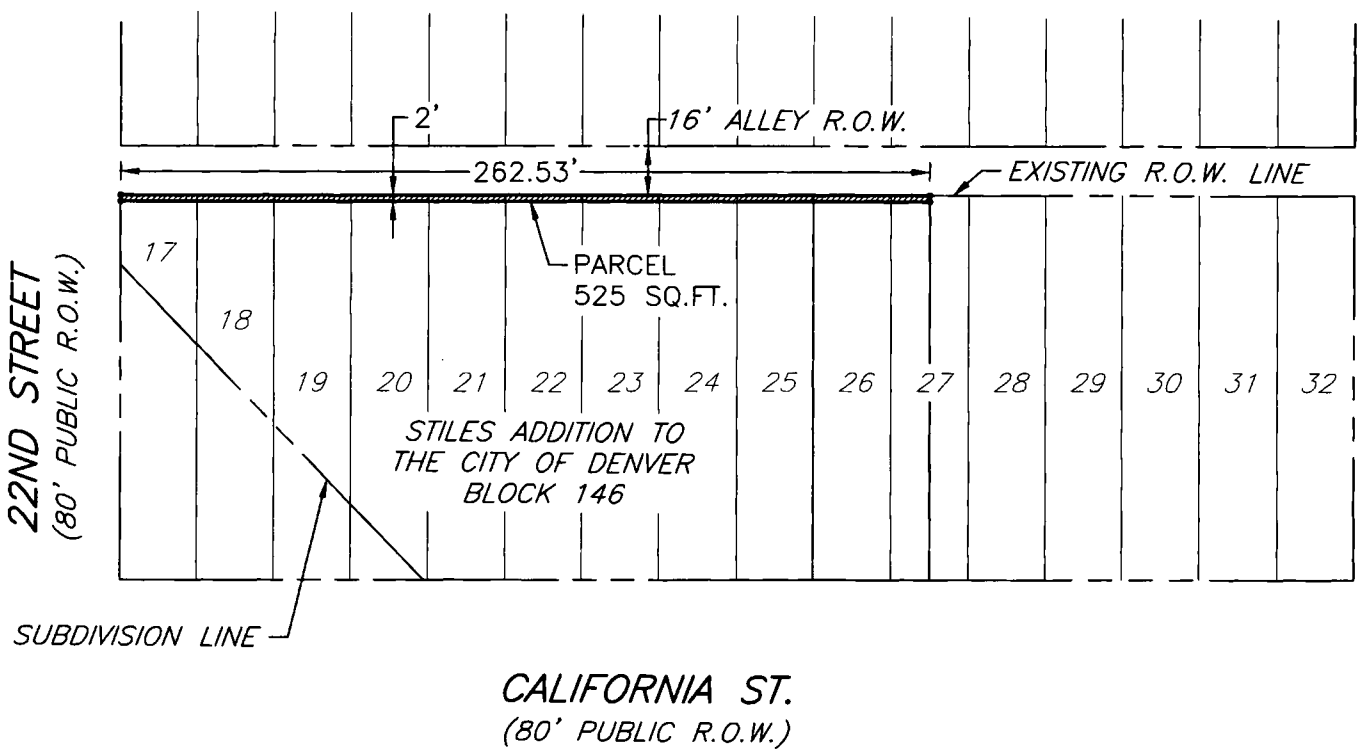 2'
16' ALLEY R.O.W.
262.53'
EXISTING R.O.W. LINE
PARCEL
525 SQ.FT.
17
18
19 20 21 22 23 24 25 26 27 28 29 30 31 32
STILES ADDITION TO
THE CITY OF DENVER
BLOCK 146
22ND STREET
(80' PUBLIC R.O.W.)
SUBDIVISION LINE
CALIFORNIA ST.
(80' PUBLIC R.O.W.)